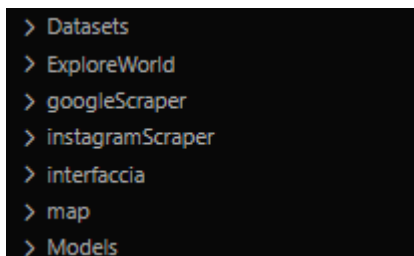 Datasets
ExploreWorld
googleScraper
instagramScraper
interfaccia
map
Models